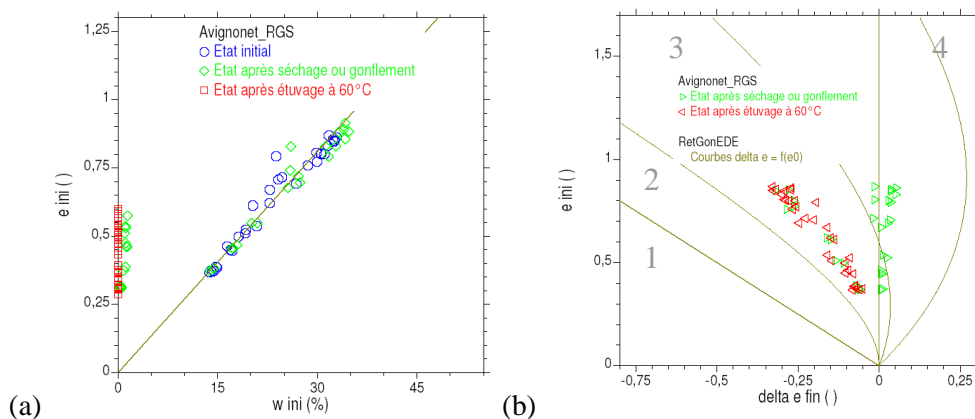 Avignonet_RGS
Etat initial
Etat après séchage ou gonflement
Etat après étuvage à 60°C
1,25
1
0,75
0,5
0,25
0
e ini ( )
0
15
30
45
w ini (%)
(a)
3
4
Avignonet_RGS
Etat après séchage ou gonflement
Etat après étuvage à 60°C
RetGonEDE
Courbes delta e = f(e0)
2
1
1,5
1
0,5
0
e ini ( )
-0,75
-0,5
-0,25
0
0,25
delta e fin ( )
(b)